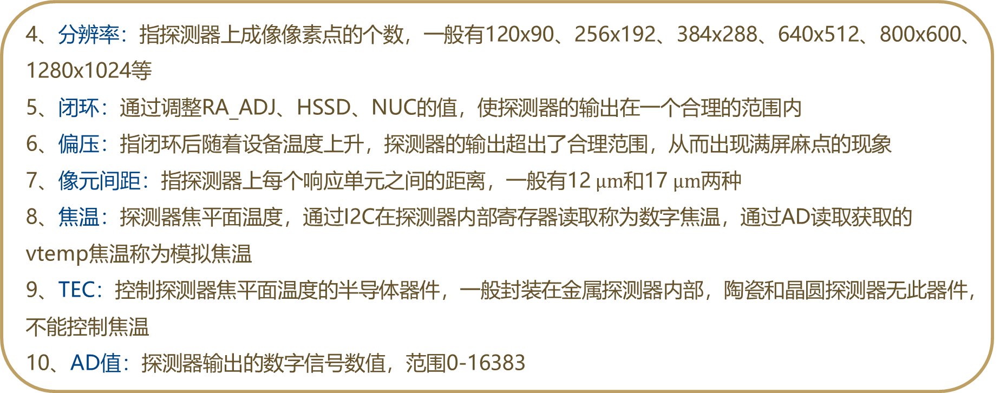 4、分辨率：指探测器上成像像素点的个数，一般有120x90、256x192、384x288、640x512、800x600、
1280x1024等
5、闭环：通过调整RA_ADJ、HSSD、NUC的值，使探测器的输出在一个合理的范围内
6、偏压：指闭环后随着设备温度上升，探测器的输出超出了合理范围，从而出现满屏麻点的现象
7、像元间距：指探测器上每个响应单元之间的距离，一般有12 μm和17 μm两种
8、焦温：探测器焦平面温度，通过I2C在探测器内部寄存器读取称为数字焦温，通过AD读取获取的
vtemp焦温称为模拟焦温
9、TEC：控制探测器焦平面温度的半导体器件，一般封装在金属探测器内部，陶瓷和晶圆探测器无此器件，
不能控制焦温
10、AD值：探测器输出的数字信号数值，范围0-16383